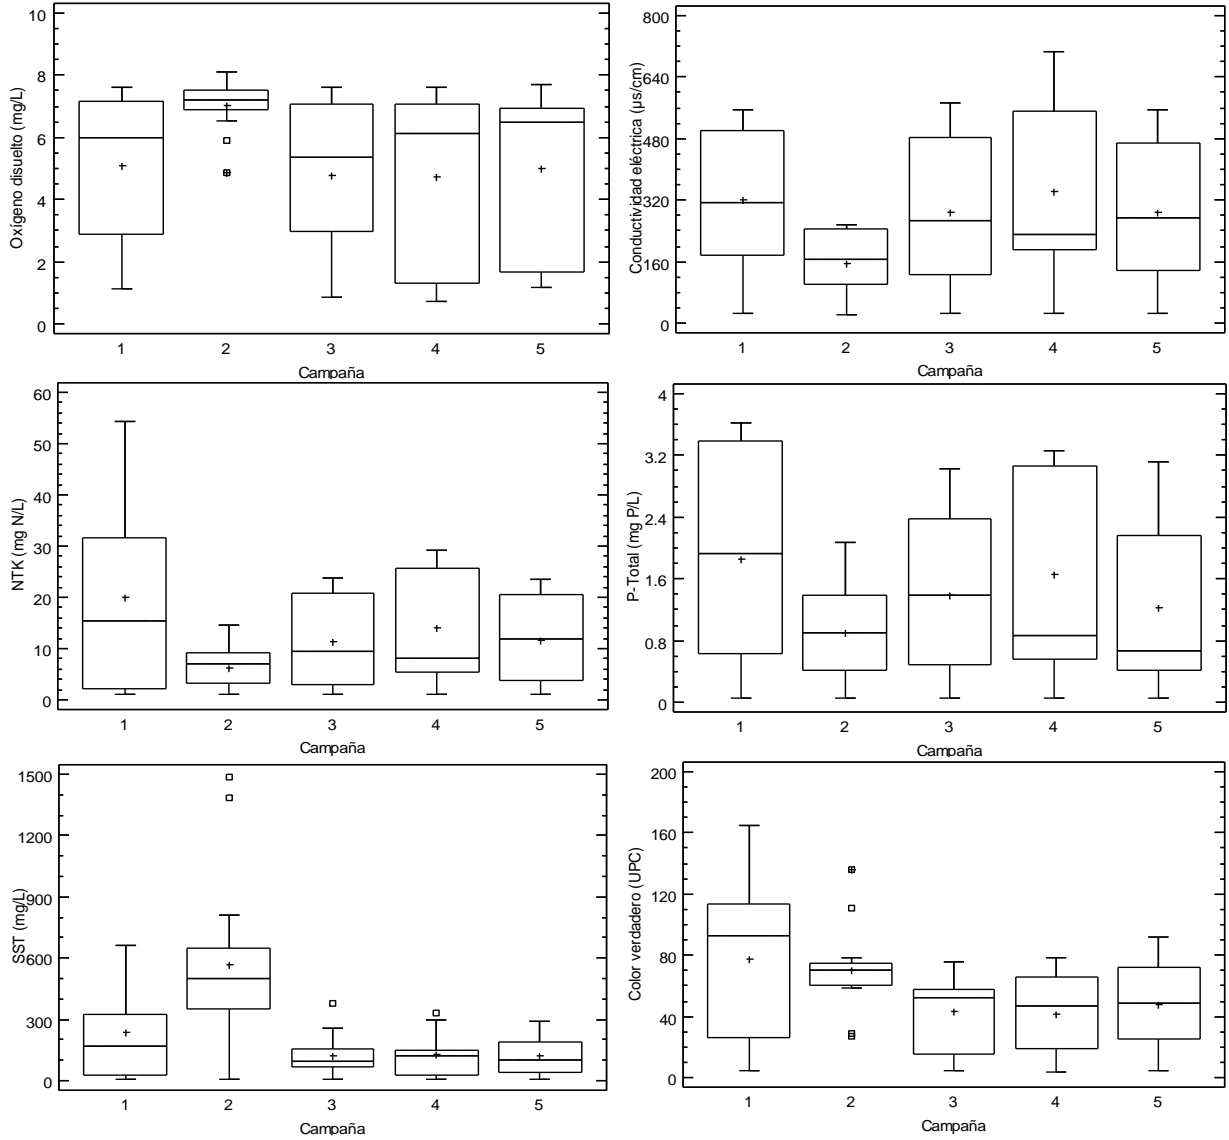 Oxígeno disuelto (mg/L)
10
8
6
4
2
0
1 2 3 4 5
Campaña
Conductividad eléctrica (µs/cm)
800
640
480
320
160
0
1 2 3 4 5
Campaña
NTK (mg N/L)
60
50
40
30
20
10
0
1 2 3 4 5
Campaña
P-Total (mg P/L)
4
3.2
2.4
1.6
0.8
0
1 2 3 4 5
Campaña
SST (mg/L)
1500
1200
900
600
300
0
1 2 3 4 5
Campaña
Color verdadero (UPC)
200
160
120
80
40
0
1 2 3 4 5
Campaña